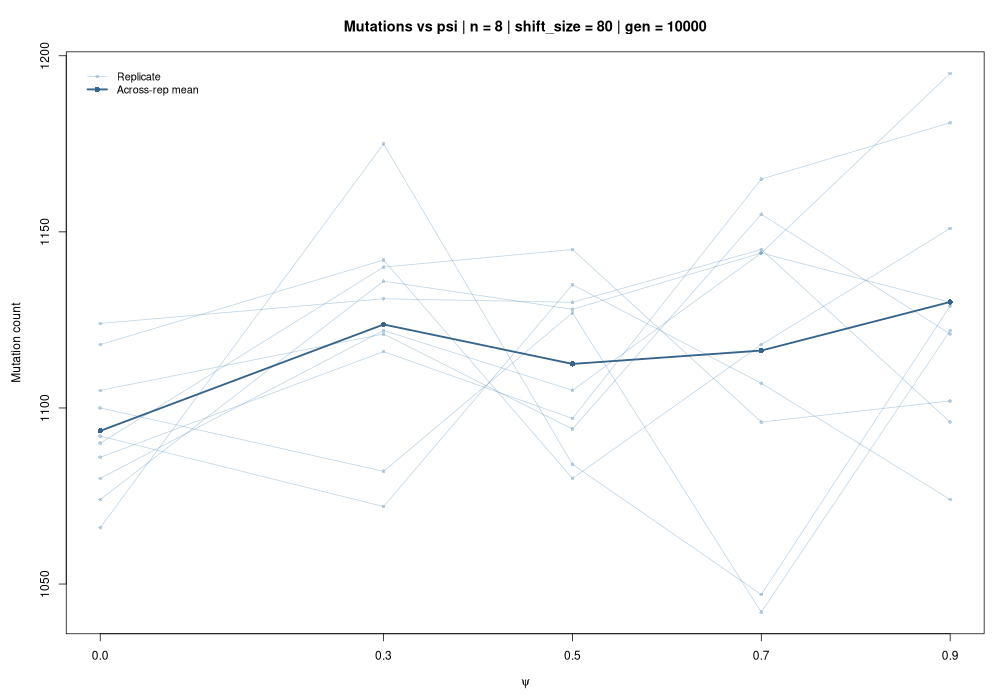 Mutations vs psi | n = 8 | shift_size = 80 | gen = 10000
Replicate
Across-rep mean
Mutation count
1200
1150
1100
1050
0.0 0.3 0.5 0.7 0.9
ψ